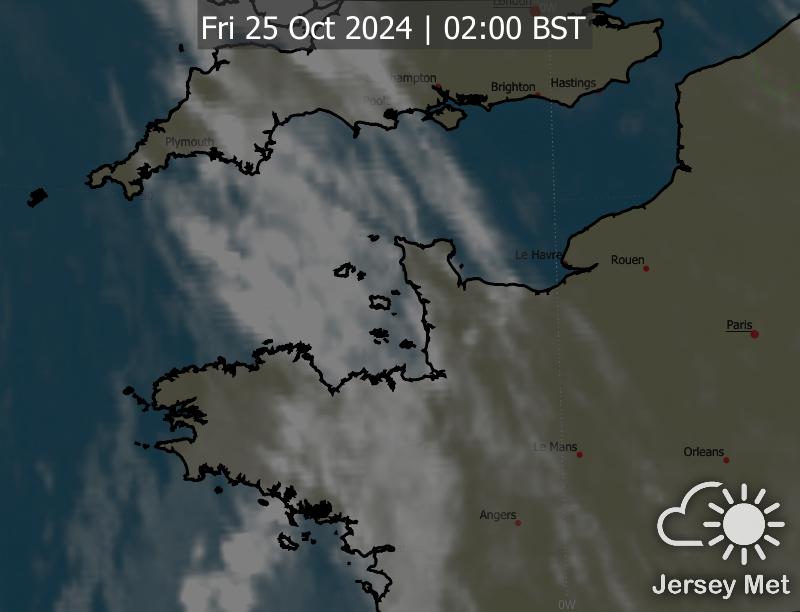 London
0W
Fri 25 Oct 2024 | 02:00 BST
hampton
Brighton
Hastings
Pool
Plymouth
Le Havre
Rouen
Paris
Le Mans
Orleans
Angers
Jersey Met
0W